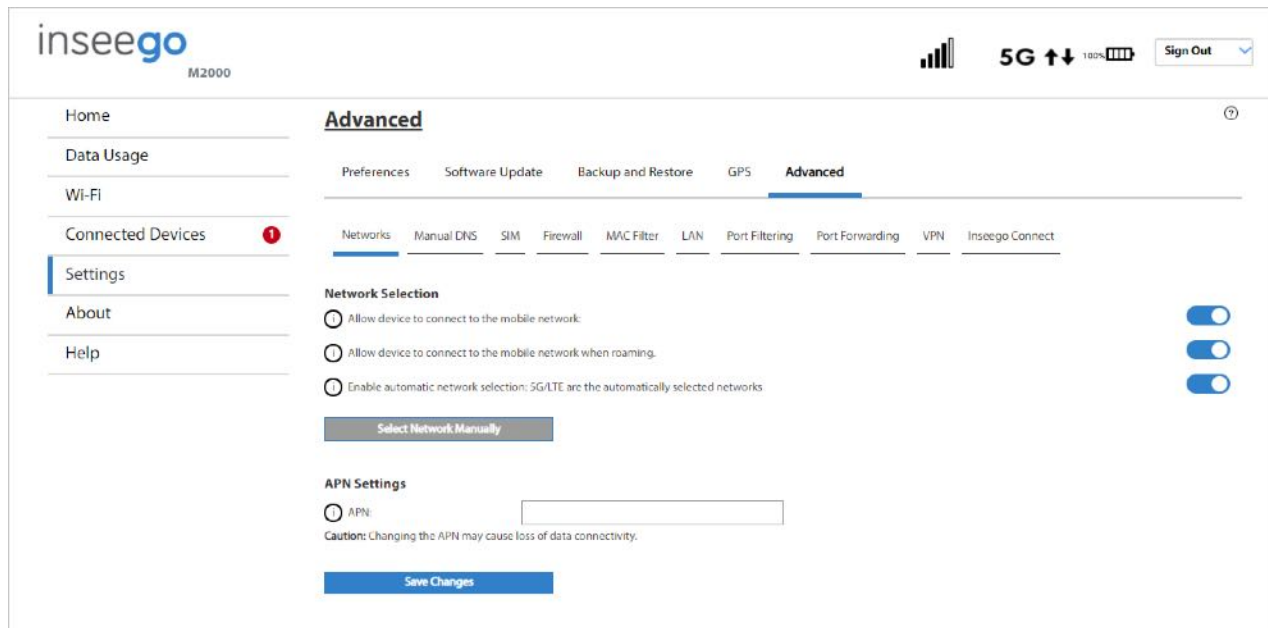 inseego
M2000
5G
100%
Sign Out
Home
Data Usage
Wi-Fi
Connected Devices
1
Settings
About
Help
Advanced
?
Preferences Software Update Backup and Restore GPS Advanced
Networks Manual DNS SIM Firewall MAC Filter LAN Port Filtering Port Forwarding VPN Inseego Connect
Network Selection
i Allow device to connect to the mobile network:
i Allow device to connect to the mobile network when roaming.
i Enable automatic network selection: 5G/LTE are the automatically selected networks
Select Network Manually
APN Settings
i APN:
Caution: Changing the APN may cause loss of data connectivity.
Save Changes